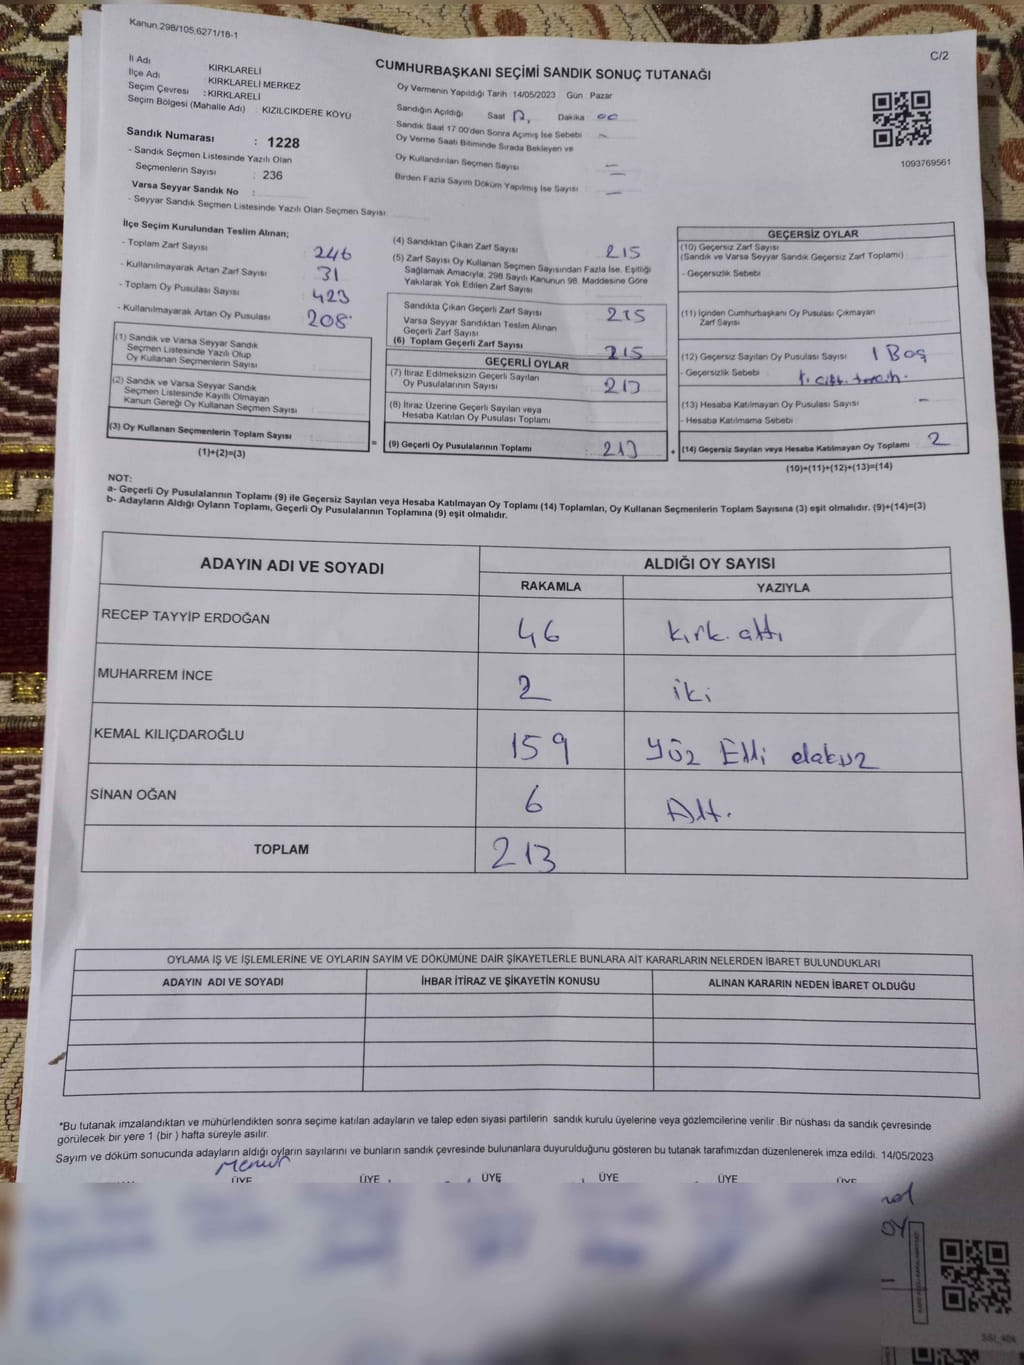 Kanun.298/105,6271/18-1
C/2
CUMHURBAŞKANI SEÇİMİ SANDIK SONUÇ TUTANAĞI
İl Adı KIRKLARELİ
İlçe Adı KIRKLARELİ MERKEZ
Seçim Çevresi : KIRKLARELİ
Seçim Bölgesi (Mahalle Adı) : KIZILCIKDERE KÖYÜ
Sandık Numarası : 1228
- Sandık Seçmen Listesinde Yazılı Olan
Seçmenlerin Sayısı : 236
Varsa Seyyar Sandık No :
- Seyyar Sandık Seçmen Listesinde Yazılı Olan Seçmen Sayısı:
Oy Vermenin Yapıldığı Tarih :14/05/2023 Gün : Pazar
Sandığın Açıldığı Saat Dakika 00
Sandık Saat 17:00'den Sonra Açımış İse Sebebi -
Oy Verme Saati Bitiminde Sırada Bekleyen ve
Oy Kullandırılan Seçmen Sayısı
Birden Fazla Sayım Döküm Yapılmış İse Sayısı -
1093769561
İlçe Seçim Kurulundan Teslim Alınan;
- Toplam Zarf Sayısı 246
- Kullanılmayarak Artan Zarf Sayısı 31
- Toplam Oy Pusulası Sayısı 423
- Kullanılmayarak Artan Oy Pusulası 208
(1) Sandık ve Varsa Seyyar Sandık
Seçmen Listesinde Yazılı Olup
Oy Kullanan Seçmenlerin Sayısı
(2) Sandık ve Varsa Seyyar Sandık
Seçmen Listesinde Kayıtlı Olmayan
Kanun Gereği Oy Kullanan Seçmen Sayısı
(3) Oy Kullanan Seçmenlerin Toplam Sayısı =
(1)+(2)=(3)
(4) Sandıktan Çıkan Zarf Sayısı 215
(5) Zarf Sayısı Oy Kullanan Seçmen Sayısından Fazla İse, Eşitliği
Sağlamak Amacıyla, 298 Sayılı Kanunun 98. Maddesine Göre
Yakılarak Yok Edilen Zarf Sayısı
Sandıkta Çıkan Geçerli Zarf Sayısı 215
Varsa Seyyar Sandıktan Teslim Alınan
Geçerli Zarf Sayısı
(6) Toplam Geçerli Zarf Sayısı 215
GEÇERLİ OYLAR
(7) İtiraz Edilmeksizin Geçerli Sayılan
Oy Pusulalarının Sayısı 213
(8) İtiraz Üzerine Geçerli Sayılan veya
Hesaba Katılan Oy Pusulası Toplamı
(9) Geçerli Oy Pusulalarının Toplamı 213 +
GEÇERSİZ OYLAR
(10) Geçersiz Zarf Sayısı
(Sandık ve Varsa Seyyar Sandık Geçersiz Zarf Toplamı)
- Geçersizlik Sebebi
(11) İçinden Cumhurbaşkanı Oy Pusulası Çıkmayan
Zarf Sayısı
(12) Geçersiz Sayılan Oy Pusulası Sayısı 1 Boş
- Geçersizlik Sebebi 1. çift. tercih.
(13) Hesaba Katılmayan Oy Pusulası Sayısı -
- Hesaba Katılmama Sebebi
(14) Geçersiz Sayılan veya Hesaba Katılmayan Oy Toplamı 2
(10)+(11)+(12)+(13)=(14)
NOT:
a- Geçerli Oy Pusulalarının Toplamı (9) ile Geçersiz Sayılan veya Hesaba Katılmayan Oy Toplamı (14) Toplamları, Oy Kullanan Seçmenlerin Toplam Sayısına (3) eşit olmalıdır. (9)+(14)=(3)
b- Adayların Aldığı Oyların Toplamı, Geçerli Oy Pusulalarının Toplamına (9) eşit olmalıdır.
ADAYIN ADI VE SOYADI ALDIĞI OY SAYISI
RAKAMLA YAZIYLA
RECEP TAYYİP ERDOĞAN 46 kırk. altı
MUHARREM İNCE 2 iki
KEMAL KILIÇDAROĞLU 159 Yüz Elli dokuz
SİNAN OĞAN 6 Altı.
TOPLAM 213
OYLAMA İŞ VE İŞLEMLERİNE VE OYLARIN SAYIM VE DÖKÜMÜNE DAİR ŞİKAYETLERLE BUNLARA AİT KARARLARIN NELERDEN İBARET BULUNDUKLARI
ADAYIN ADI VE SOYADI İHBAR İTİRAZ VE ŞİKAYETİN KONUSU ALINAN KARARIN NEDEN İBARET OLDUĞU
*Bu tutanak imzalandıktan ve mühürlendikten sonra seçime katılan adayların ve talep eden siyasi partilerin sandık kurulu üyelerine veya gözlemcilerine verilir .Bir nüshası da sandık çevresinde
görülecek bir yere 1 (bir ) hafta süreyle asılır.
Sayım ve döküm sonucunda adayların aldığı oyların sayılarını ve bunların sandık çevresinde bulunanlara duyurulduğunu gösteren bu tutanak tarafımızdan düzenlenerek imza edildi. 14/05/2023
Memur
ÜYE ÜYE ÜYE ÜYE ÜYE ÜYE
oy